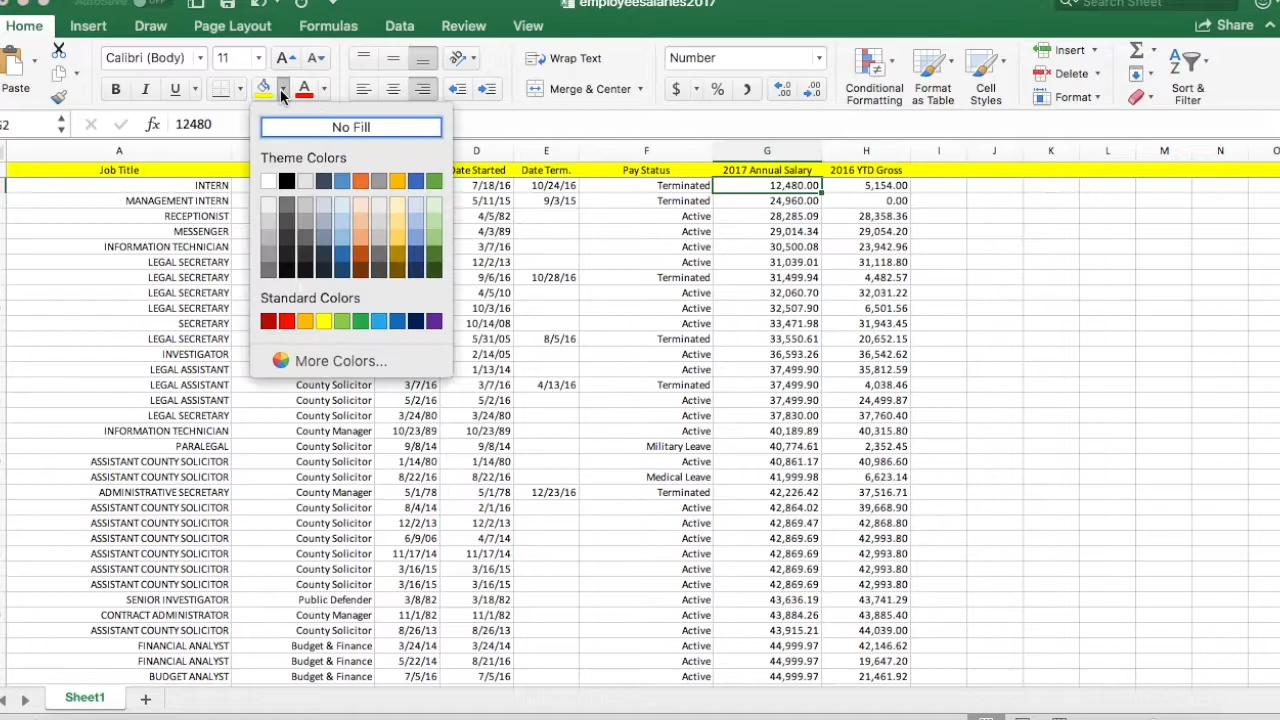 AutoSave OFF
employeesalaries2017
Search Sheet
Home Insert Draw Page Layout Formulas Data Review View Share
Calibri (Body) 11 A A Wrap Text Number Insert Σ
Delete
Paste B I U A Merge & Center $ % Conditional Formatting Format as Table Cell Styles Format Sort & Filter
fx 12480
No Fill
Theme Colors
Standard Colors
More Colors...
A D E F G H I J K L M N
Job Title Date Started Date Term. Pay Status 2017 Annual Salary 2016 YTD Gross
INTERN 7/18/16 10/24/16 Terminated 12,480.00 5,154.00
MANAGEMENT INTERN 5/11/15 9/3/15 Terminated 24,960.00 0.00
RECEPTIONIST 4/5/82 Active 28,285.09 28,358.36
MESSENGER 4/3/89 Active 29,014.34 29,054.20
INFORMATION TECHNICIAN 3/7/16 Active 30,500.08 23,942.96
LEGAL SECRETARY 12/2/13 Active 31,039.01 31,118.80
LEGAL SECRETARY 9/6/16 10/28/16 Terminated 31,499.94 4,482.57
LEGAL SECRETARY 4/5/10 Active 32,060.70 32,031.22
LEGAL SECRETARY 10/3/16 Active 32,507.90 6,501.56
SECRETARY 10/14/08 Active 33,471.98 31,943.45
LEGAL SECRETARY 5/31/05 8/5/16 Terminated 33,550.61 20,652.15
INVESTIGATOR 2/14/05 Active 36,593.26 36,542.62
LEGAL ASSISTANT 1/13/14 Active 37,499.90 35,812.59
LEGAL ASSISTANT County Solicitor 3/7/16 3/7/16 4/13/16 Terminated 37,499.90 4,038.46
LEGAL ASSISTANT County Solicitor 5/2/16 5/2/16 Active 37,499.90 24,499.87
LEGAL SECRETARY County Solicitor 3/24/80 3/24/80 Active 37,830.00 37,760.40
INFORMATION TECHNICIAN County Manager 10/23/89 10/23/89 Active 40,189.89 40,315.80
PARALEGAL County Solicitor 9/8/14 9/8/14 Military Leave 40,774.61 2,352.45
ASSISTANT COUNTY SOLICITOR County Solicitor 1/14/80 1/14/80 Active 40,861.17 40,986.60
ASSISTANT COUNTY SOLICITOR County Solicitor 8/22/16 8/22/16 Medical Leave 41,999.98 6,623.14
ADMINISTRATIVE SECRETARY County Manager 5/1/78 5/1/78 12/23/16 Terminated 42,226.42 37,516.71
ASSISTANT COUNTY SOLICITOR County Solicitor 8/4/14 2/1/16 Active 42,864.02 39,668.90
ASSISTANT COUNTY SOLICITOR County Solicitor 12/2/13 12/2/13 Active 42,869.47 42,868.80
ASSISTANT COUNTY SOLICITOR County Solicitor 6/9/06 4/7/14 Active 42,869.69 42,993.80
ASSISTANT COUNTY SOLICITOR County Solicitor 11/17/14 11/17/14 Active 42,869.69 42,993.80
ASSISTANT COUNTY SOLICITOR County Solicitor 3/16/15 3/16/15 Active 42,869.69 42,993.80
ASSISTANT COUNTY SOLICITOR County Solicitor 3/16/15 3/16/15 Active 42,869.69 42,993.80
SENIOR INVESTIGATOR Public Defender 3/8/82 3/18/82 Active 43,636.19 43,741.29
CONTRACT ADMINISTRATOR County Manager 11/1/82 11/1/82 Active 43,884.26 43,885.40
ASSISTANT COUNTY SOLICITOR County Solicitor 8/26/13 8/26/13 Active 43,915.21 44,039.00
FINANCIAL ANALYST Budget & Finance 3/24/14 3/24/14 Active 44,999.97 42,146.62
FINANCIAL ANALYST Budget & Finance 5/22/14 8/21/16 Active 44,999.97 19,647.20
BUDGET ANALYST Budget & Finance 7/5/16 7/5/16 Active 44,999.97 21,461.92
Sheet1